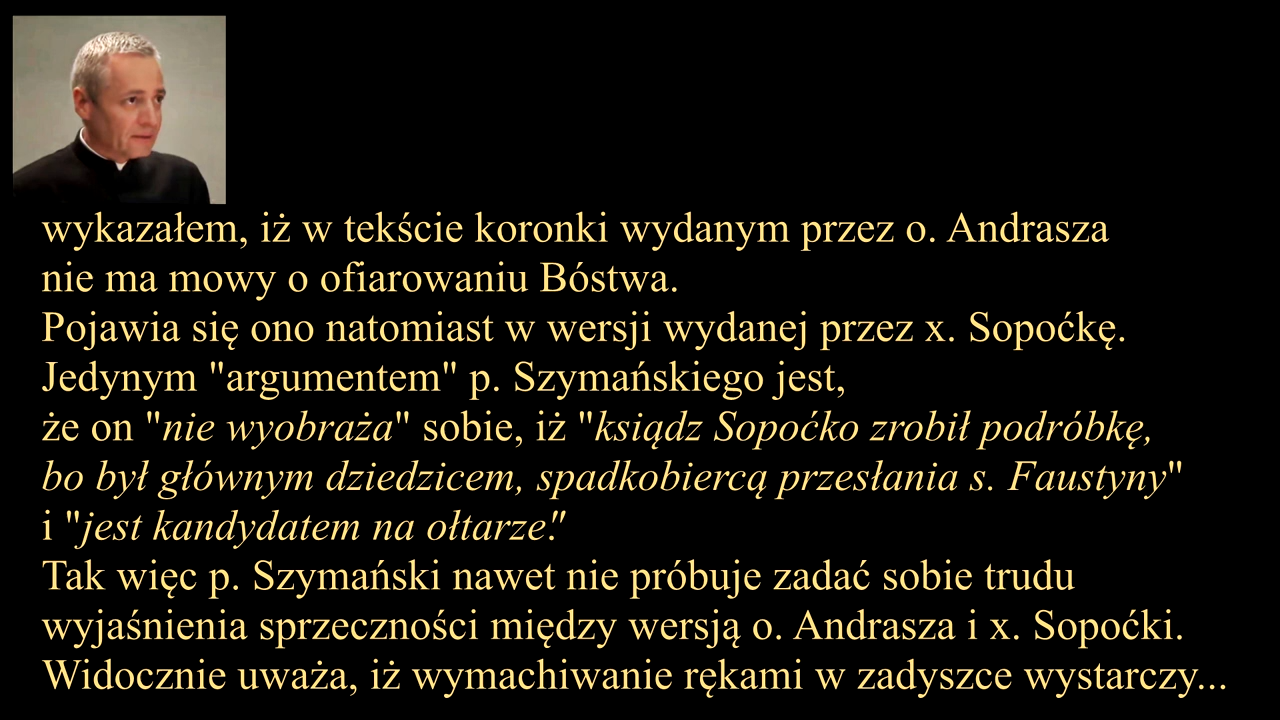 wykazałem, iż w tekście koronki wydanym przez o. Andrasza
nie ma mowy o ofiarowaniu Bóstwa.
Pojawia się ono natomiast w wersji wydanej przez x. Sopoćkę.
Jedynym "argumentem" p. Szymańskiego jest,
że on "nie wyobraża" sobie, iż "ksiądz Sopoćko zrobił podróbkę,
bo był głównym dziedzicem, spadkobiercą przesłania s. Faustyny"
i "jest kandydatem na ołtarze."
Tak więc p. Szymański nawet nie próbuje zadać sobie trudu
wyjaśnienia sprzeczności między wersją o. Andrasza i x. Sopoćki.
Widocznie uważa, iż wymachiwanie rękami w zadyszce wystarczy...